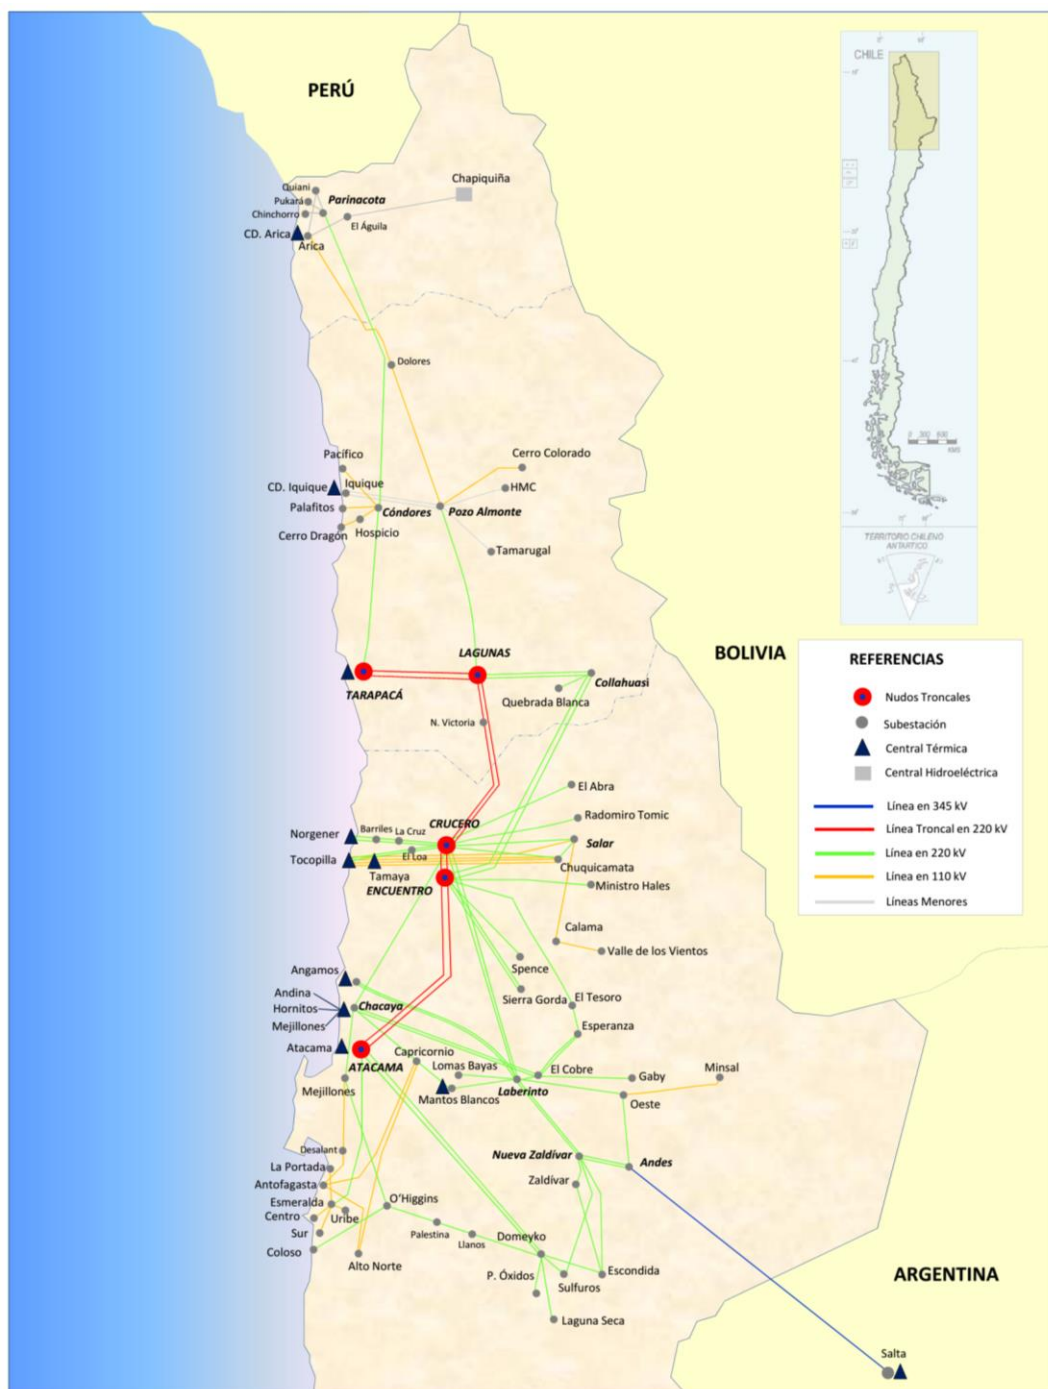 CHILE
PERÚ
Chapiquiña
Quiani
Parinacota
Pukará
Chinchorro
El Águila
CD. Arica
Arica
Dolores
Pacífico
Cerro Colorado
CD. Iquique
Iquique
HMC
Palafitos
Cóndores
Pozo Almonte
Cerro Dragón
Hospicio
Tamarugal
TERRITORIO CHILENO
ANTÁRTICO
LAGUNAS
BOLIVIA
REFERENCIAS
TARAPACÁ
Collahuasi
Quebrada Blanca
N. Victoria
Nudos Troncales
Subestación
Central Térmica
Central Hidroeléctrica
Línea en 345 kV
Línea Troncal en 220 kV
Línea en 220 kV
Línea en 110 kV
Líneas Menores
El Abra
Radomiro Tomic
CRUCERO
Norgener
Barriles
La Cruz
Salar
Tocopilla
El Loa
Chuquicamata
Tamaya
ENCUENTRO
Ministro Hales
Calama
Valle de los Vientos
Angamos
Spence
Andina
Hornitos
Chacaya
Sierra Gorda
El Tesoro
Mejillones
Esperanza
Atacama
ATACAMA
Capricornio
Lomas Bayas
El Cobre
Gaby
Minsal
Mejillones
Mantos Blancos
Laberinto
Oeste
Desalant
La Portada
Nueva Zaldívar
Andes
Antofagasta
Zaldívar
Esmeralda
O'Higgins
Centro
Uribe
Sur
Palestina
Llanos
Domeyko
Coloso
Alto Norte
P. Óxidos
Sulfuros
Escondida
ARGENTINA
Laguna Seca
Salta